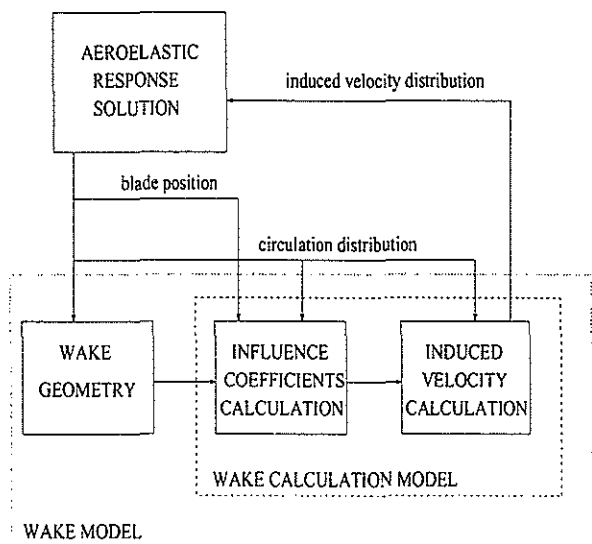 AEROELASTIC
RESPONSE
SOLUTION
induced velocity distribution
blade position
circulation distribution
WAKE
GEOMETRY
INFLUENCE
COEFFICIENTS
CALCULATION
INDUCED
VELOCITY
CALCULATION
WAKE CALCULATION MODEL
WAKE MODEL